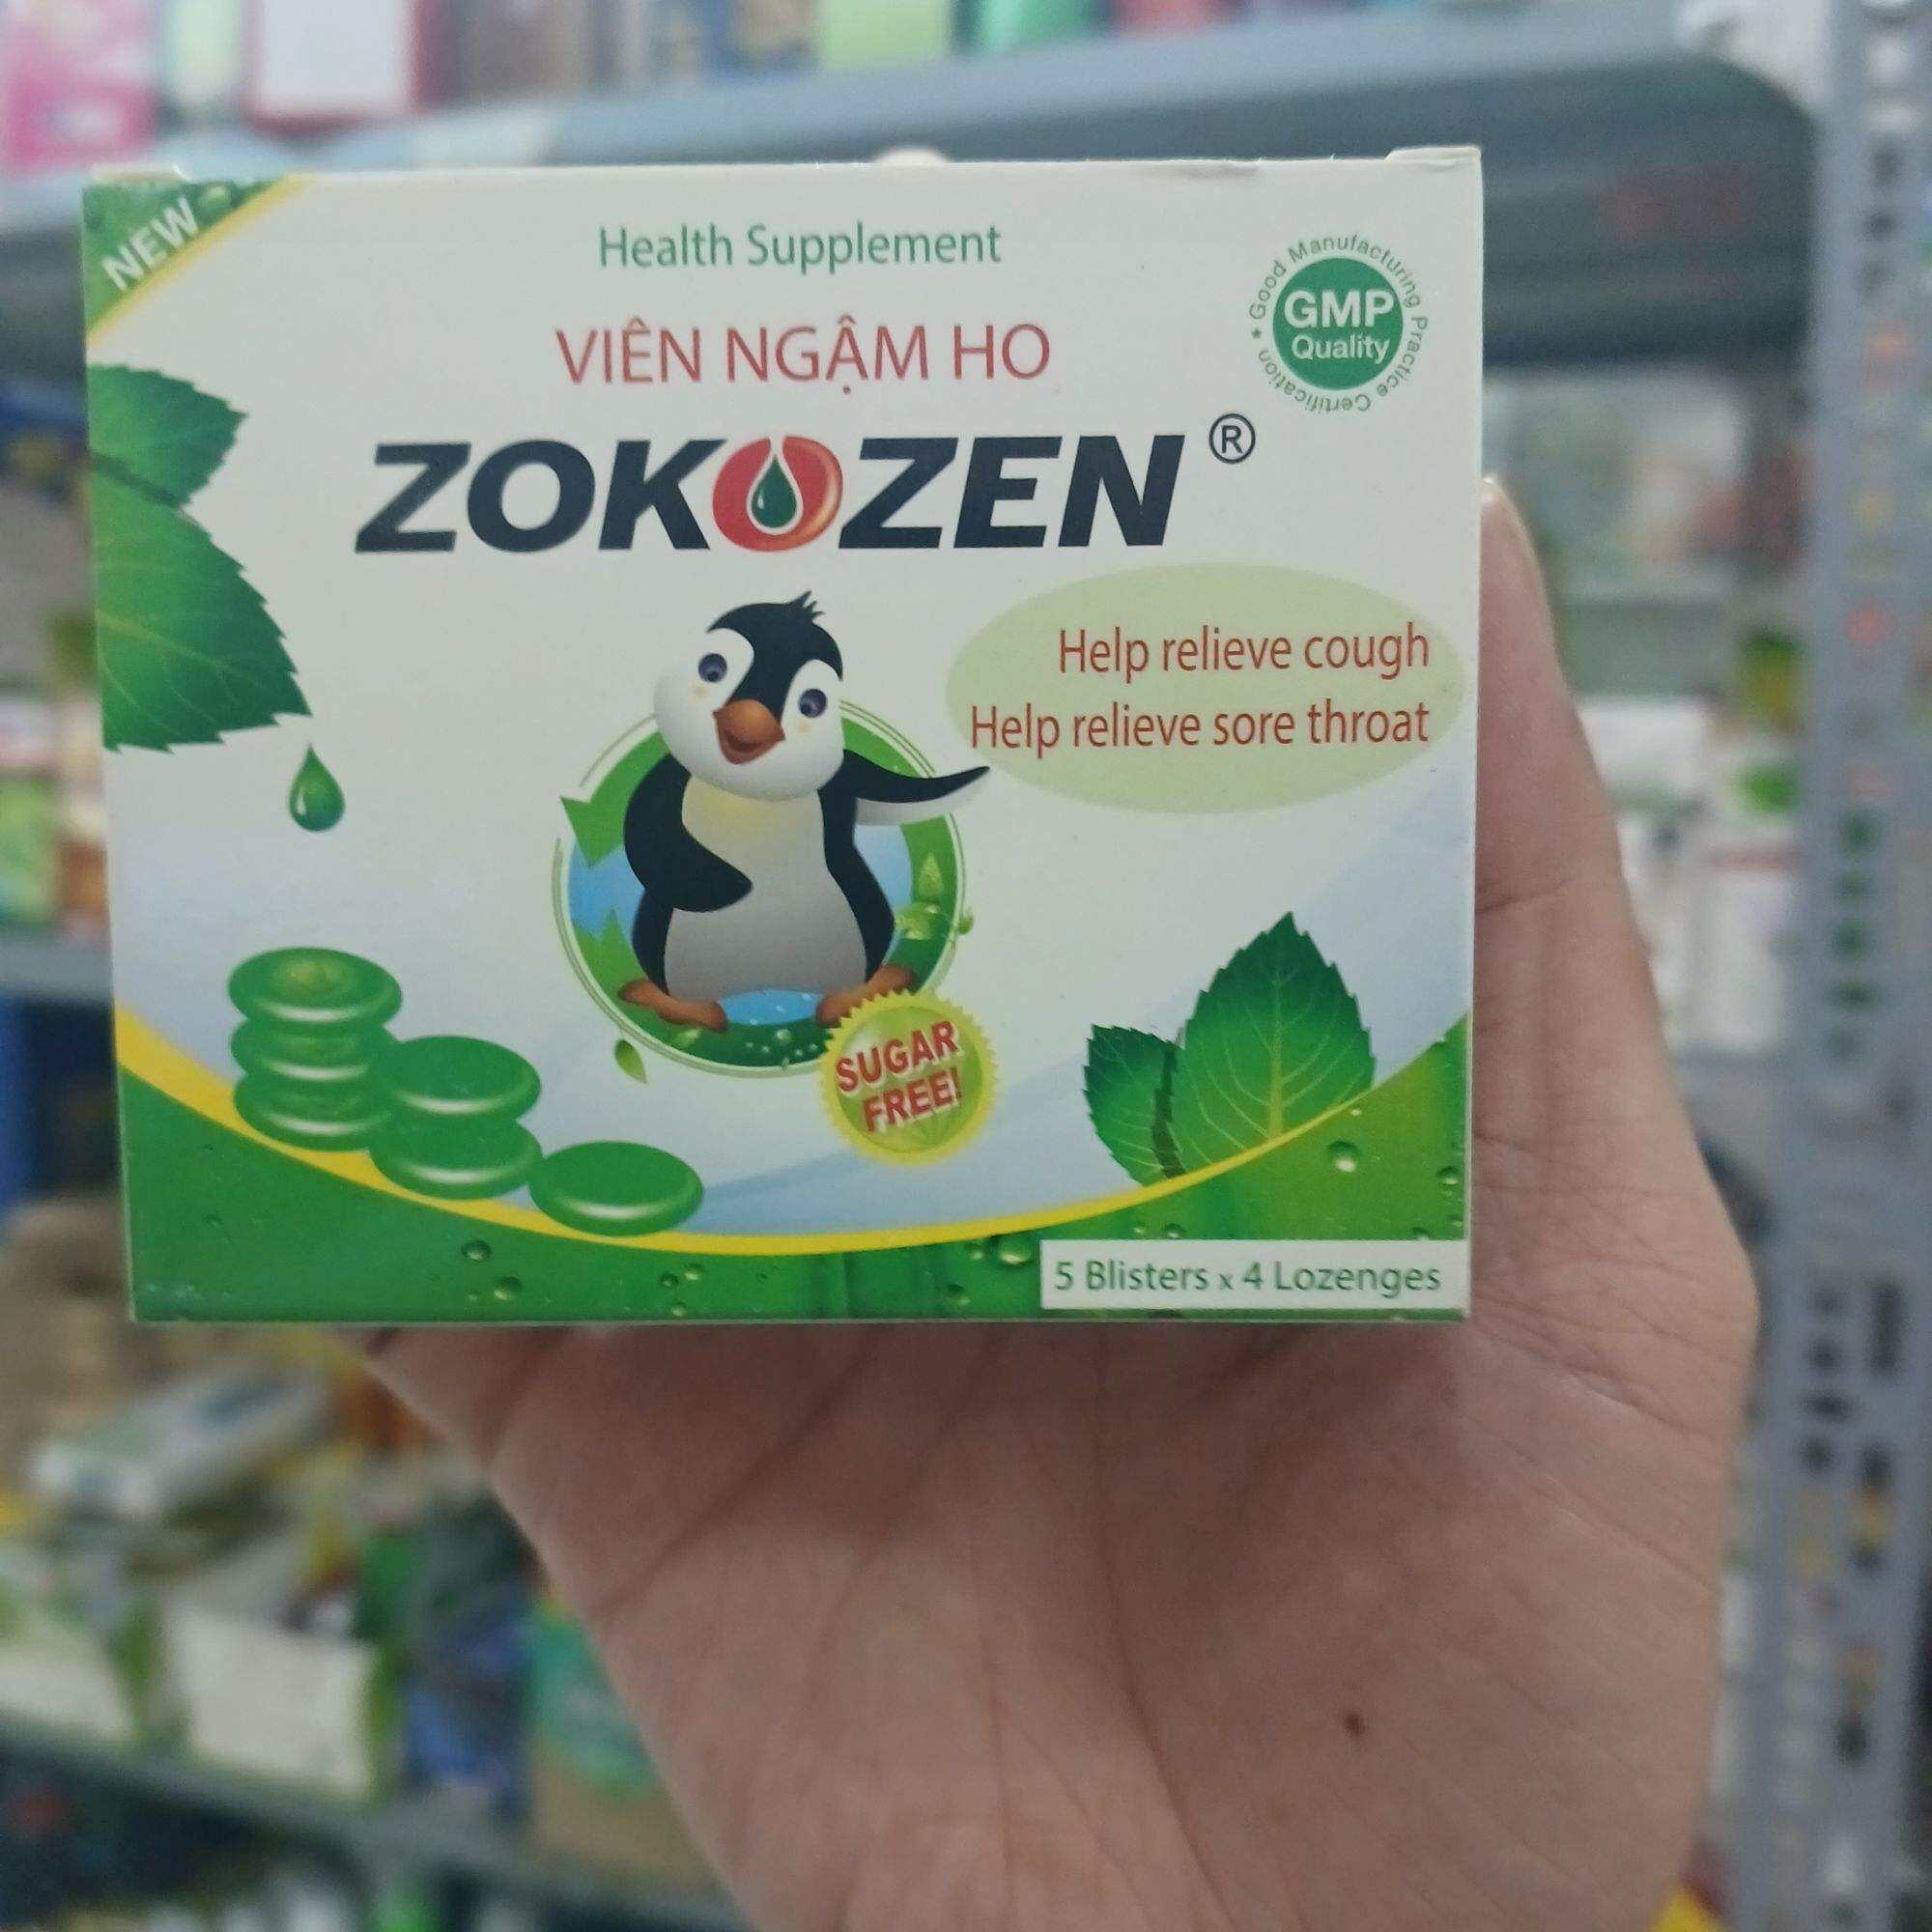 NEW
Health Supplement
VIÊN NGẬM HO
ZOKOZEN®
Good Manufacturing Practice Certification ★
GMP
Quality
Help relieve cough
Help relieve sore throat
SUGAR
FREE!
5 Blisters x 4 Lozenges